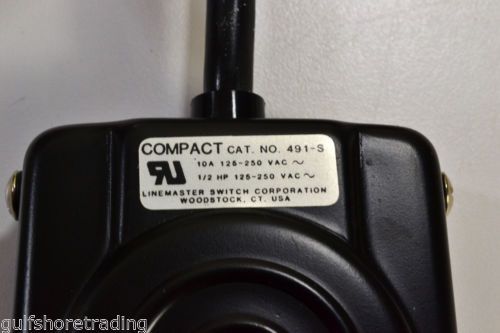 COMPACT CAT. NO. 491-S
10A 125-250 VAC ~
1/2 HP 125-250 VAC ~
LINEMASTER SWITCH CORPORATION
WOODSTOCK, CT. USA
gulfshoretrading